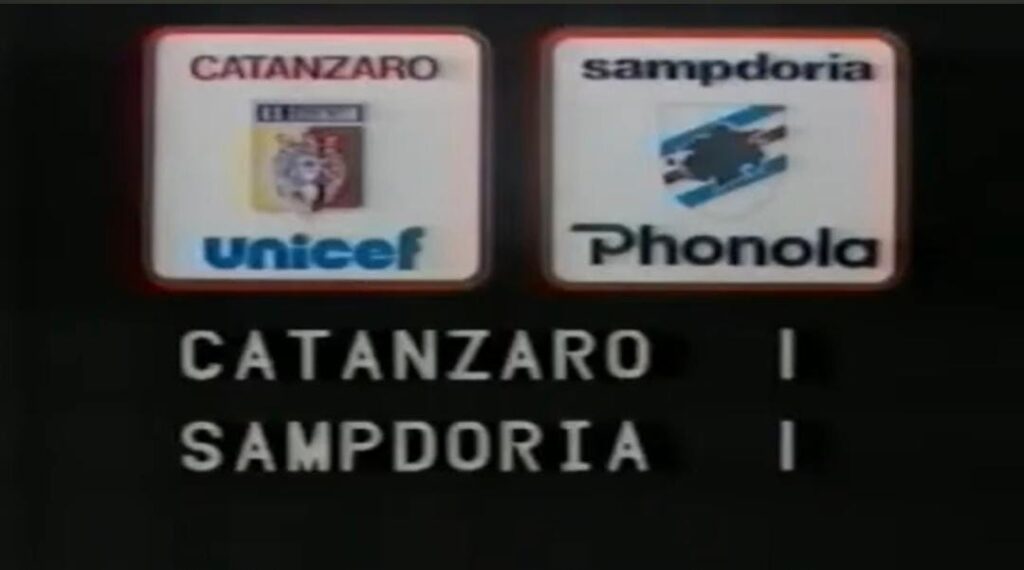 CATANZARO
unicef
sampdoria
Phonola
CATANZARO 1
SAMPDORIA 1